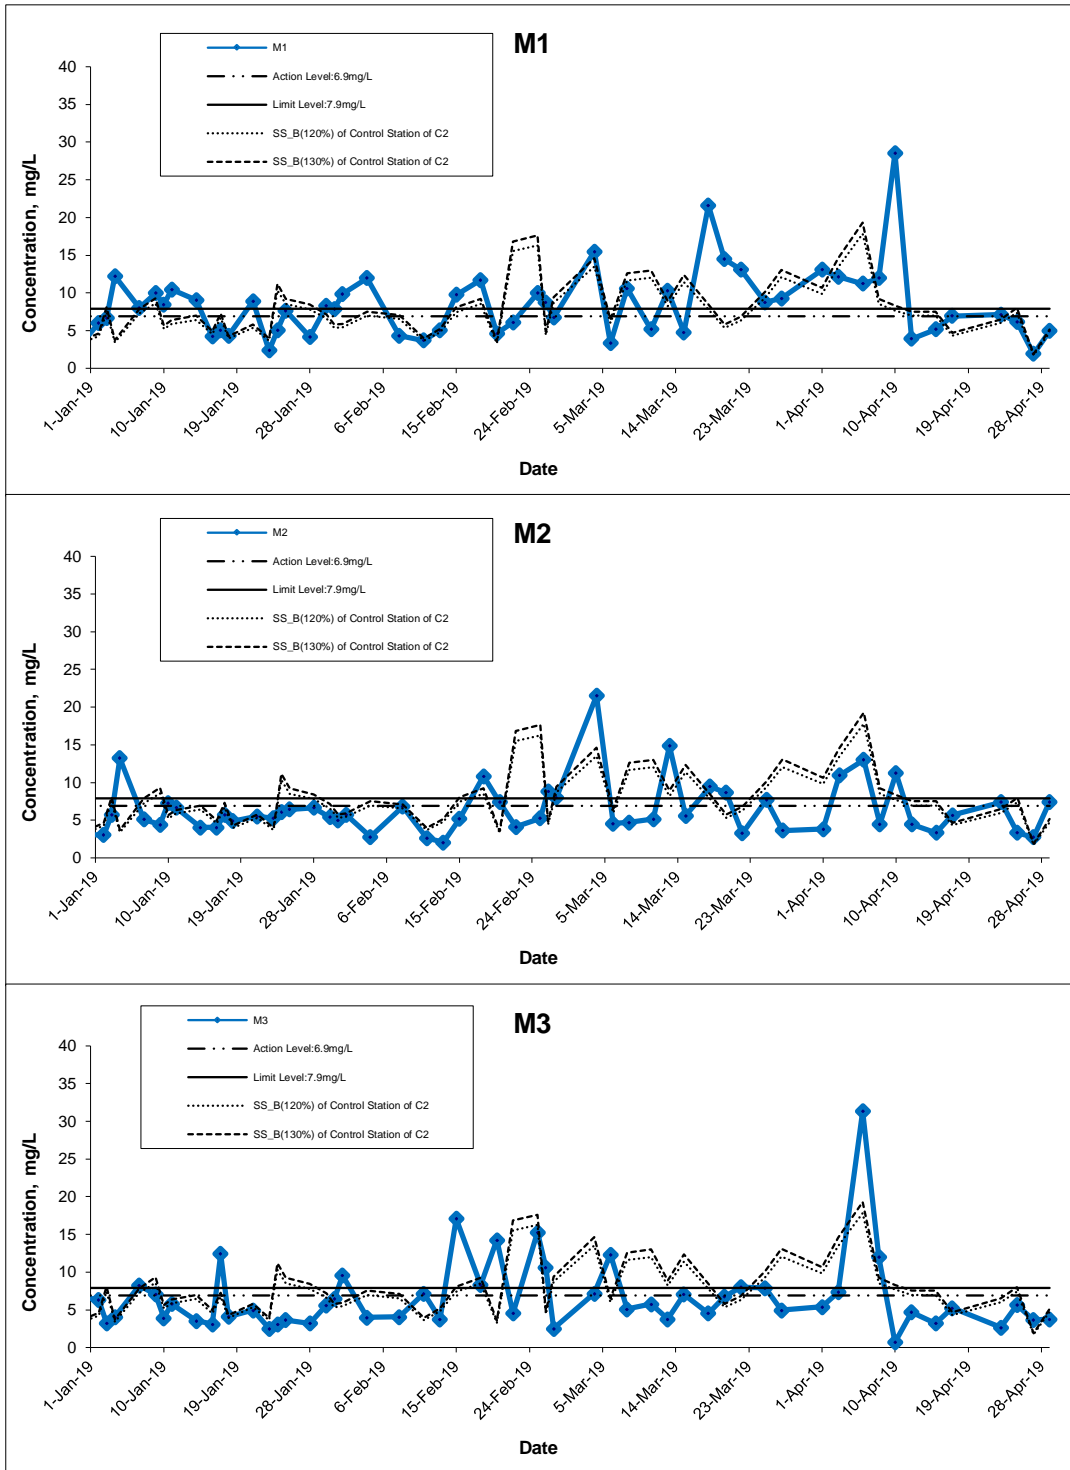 M1
M1
Action Level:6.9mg/L
Limit Level:7.9mg/L
SS_B(120%) of Control Station of C2
SS_B(130%) of Control Station of C2
Concentration, mg/L
40
35
30
25
20
15
10
5
0
1-Jan-19
10-Jan-19
19-Jan-19
28-Jan-19
6-Feb-19
15-Feb-19
24-Feb-19
5-Mar-19
14-Mar-19
23-Mar-19
1-Apr-19
10-Apr-19
19-Apr-19
28-Apr-19
Date
M2
M2
Action Level:6.9mg/L
Limit Level:7.9mg/L
SS_B(120%) of Control Station of C2
SS_B(130%) of Control Station of C2
Concentration, mg/L
40
35
30
25
20
15
10
5
0
1-Jan-19
10-Jan-19
19-Jan-19
28-Jan-19
6-Feb-19
15-Feb-19
24-Feb-19
5-Mar-19
14-Mar-19
23-Mar-19
1-Apr-19
10-Apr-19
19-Apr-19
28-Apr-19
Date
M3
M3
Action Level:6.9mg/L
Limit Level:7.9mg/L
SS_B(120%) of Control Station of C2
SS_B(130%) of Control Station of C2
Concentration, mg/L
40
35
30
25
20
15
10
5
0
1-Jan-19
10-Jan-19
19-Jan-19
28-Jan-19
6-Feb-19
15-Feb-19
24-Feb-19
5-Mar-19
14-Mar-19
23-Mar-19
1-Apr-19
10-Apr-19
19-Apr-19
28-Apr-19
Date